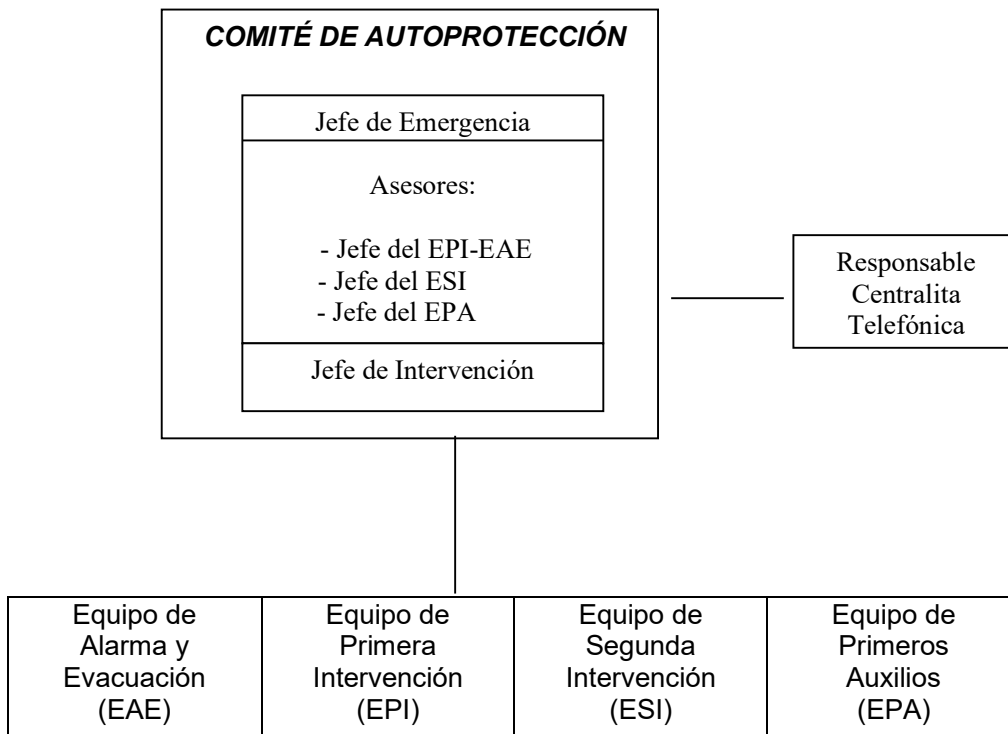 COMITÉ DE AUTOPROTECCIÓN
Jefe de Emergencia
Asesores:
- Jefe del EPI-EAE
- Jefe del ESI
- Jefe del EPA
Jefe de Intervención
Responsable
Centralita
Telefónica
Equipo de
Alarma y
Evacuación
(EAE)
Equipo de
Primera
Intervención
(EPI)
Equipo de
Segunda
Intervención
(ESI)
Equipo de
Primeros
Auxilios
(EPA)